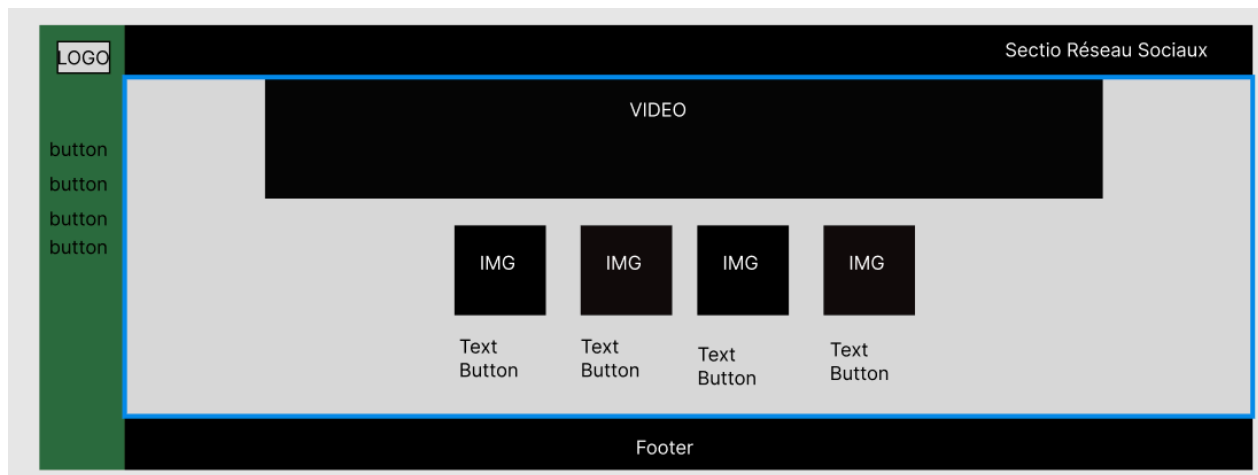 LOGO
Sectio Réseau Sociaux
VIDEO
button
button
button
button
IMG
IMG
IMG
IMG
Text
Button
Text
Button
Text
Button
Text
Button
Footer